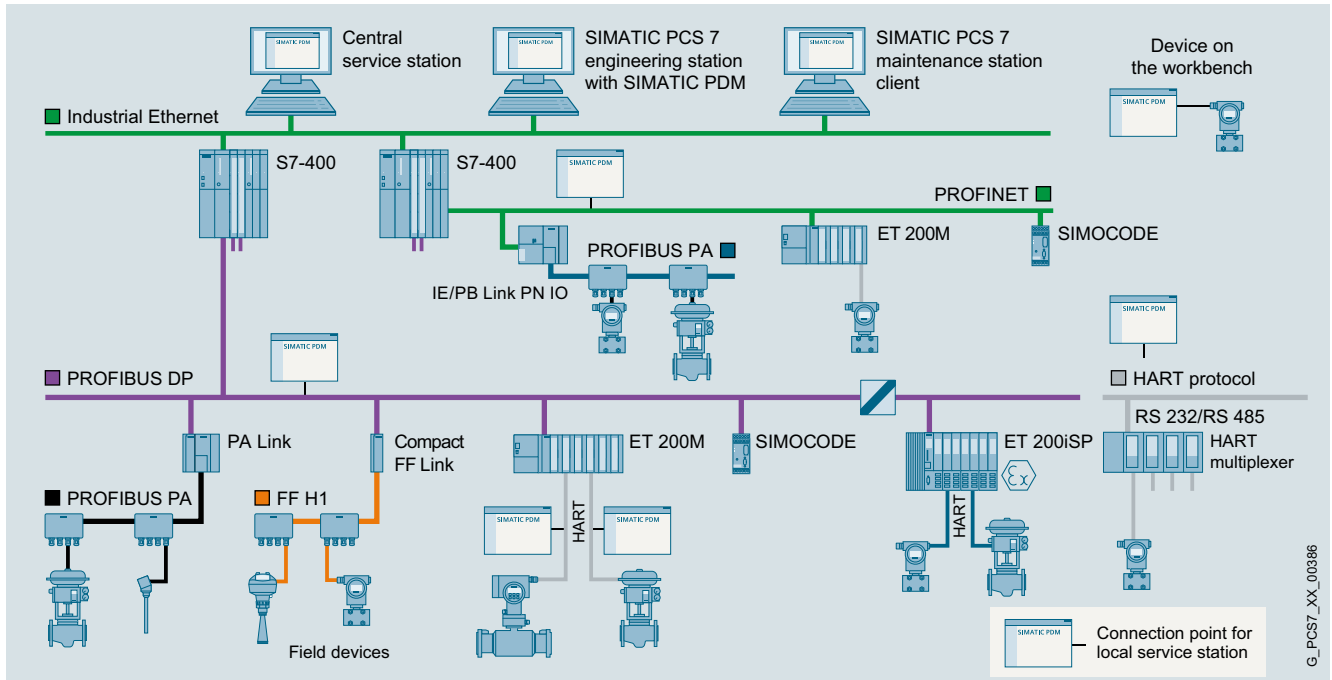 SIMATIC PDM
Central
service station
SIMATIC PDM
SIMATIC PCS 7
engineering station
with SIMATIC PDM
SIMATIC PDM
SIMATIC PCS 7
maintenance station
client
Device on
the workbench
SIMATIC PDM
Industrial Ethernet
S7-400
S7-400
SIMATIC PDM
PROFINET
ET 200M
SIMOCODE
PROFIBUS PA
IE/PB Link PN IO
SIMATIC PDM
SIMATIC PDM
PROFIBUS DP
HART protocol
PA Link
Compact
FF Link
ET 200M
SIMOCODE
ET 200iSP
Ex
RS 232/RS 485
HART
multiplexer
PROFIBUS PA
FF H1
SIMATIC PDM
HART
SIMATIC PDM
HART
Field devices
SIMATIC PDM
Connection point for
local service station
G_PCS7_XX_00386